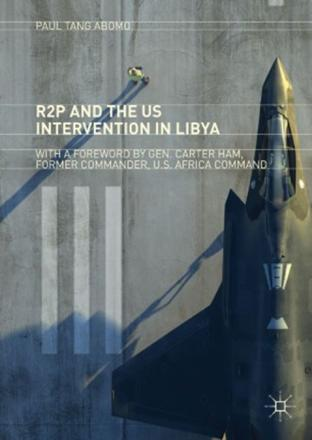 PAUL TANG ABOMO
R2P AND THE US
INTERVENTION IN LIBYA
WITH A FOREWORD BY GEN. CARTER HAM,
FORMER COMMANDER, U.S. AFRICA COMMAND